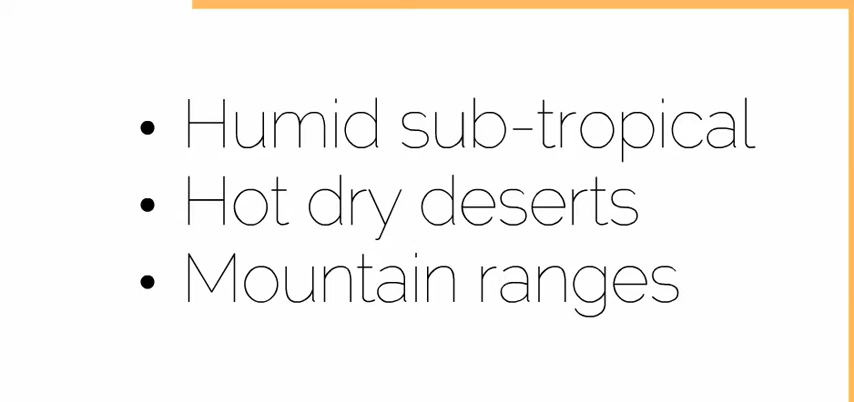 • Humid sub-tropical
• Hot dry deserts
• Mountain ranges